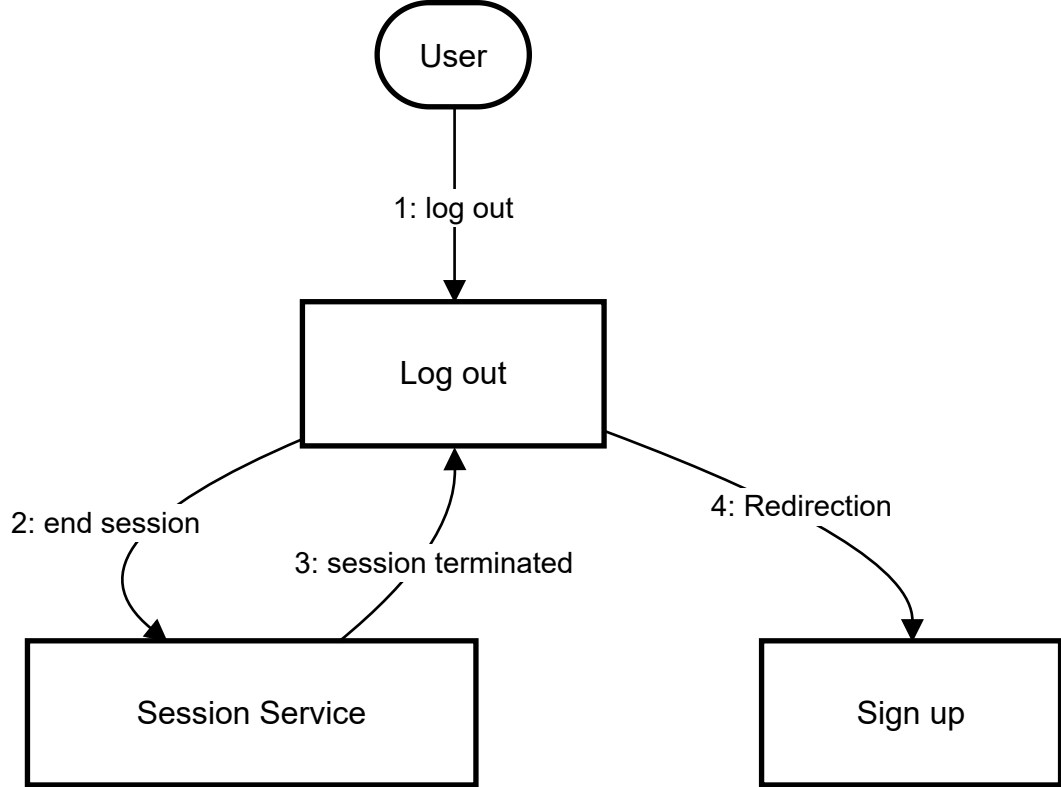 User
1: log out
Log out
2: end session
3: session terminated
4: Redirection
Session Service
Sign up